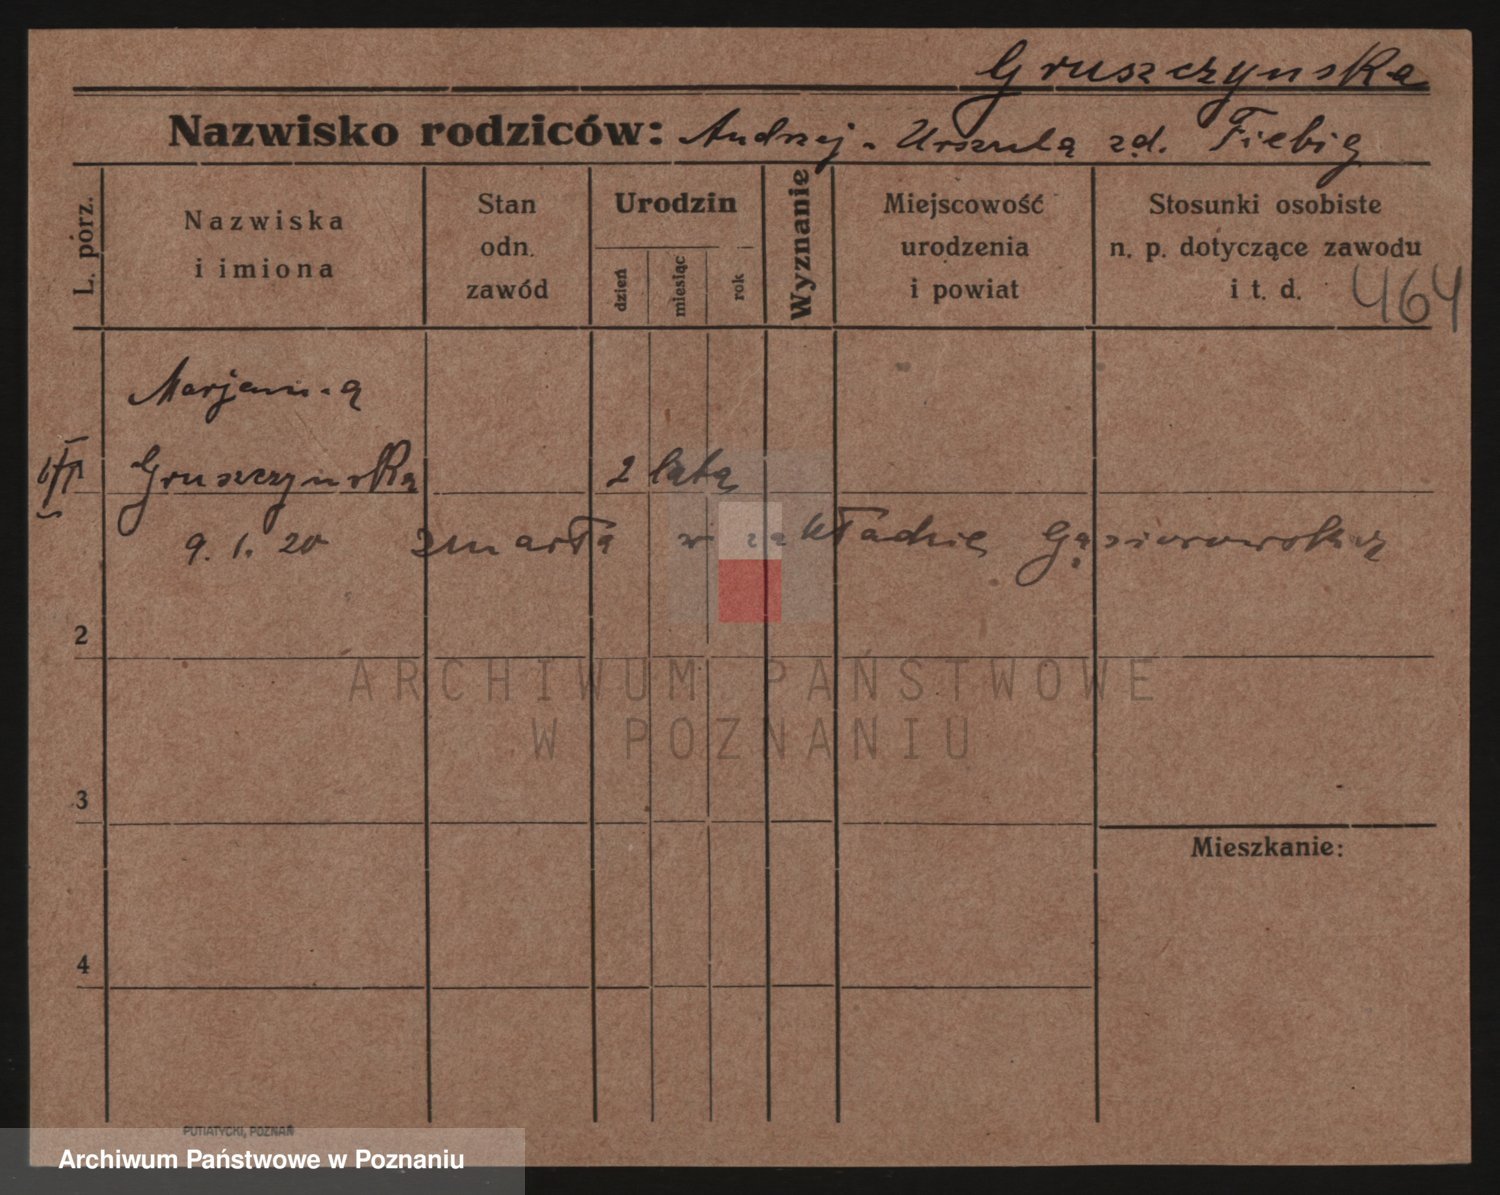 Gruszczynska
Nazwisko rodziców: Andrzej - Urszula zd. Fiebig
L. porz.
Nazwiska
i imiona
Stan
odn.
zawód
Urodzin
dzień
miesiąc
rok
Wyznanie
Miejscowość
urodzenia
i powiat
Stosunki osobiste
n. p. dotyczące zawodu
i t. d.
464
Marjanna
Gruszczynska 2 lata
9. 1. 20 zmarła w zakładzie Gąsiorowskiej
2
ARCHIWUM PAŃSTWOWE
W POZNANIU
3
Mieszkanie:
4
PUTIATYCKI, POZNAŃ
Archiwum Państwowe w Poznaniu